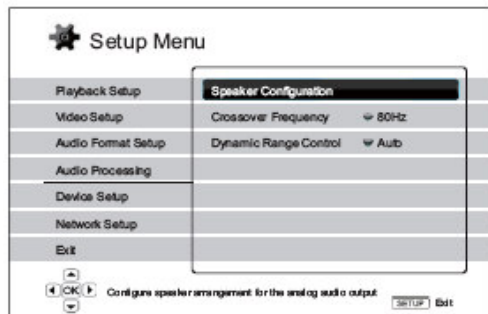 Setup Menu
Playback Setup
Speaker Configuration
Video Setup
Crossover Frequency 80Hz
Audio Format Setup
Dynamic Range Control Auto
Audio Processing
Device Setup
Network Setup
Exit
OK
Configure speaker arrangement for the analog audio output
SETUP Exit